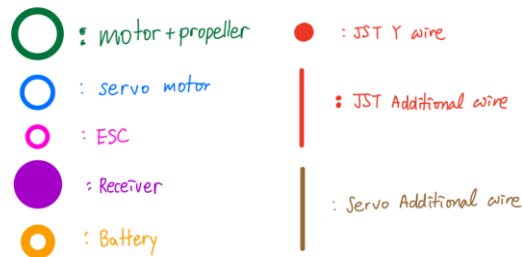 : motor + propeller
: servo motor
: ESC
: Receiver
: Battery
: JST Y wire
: JST Additional wire
: Servo Additional wire